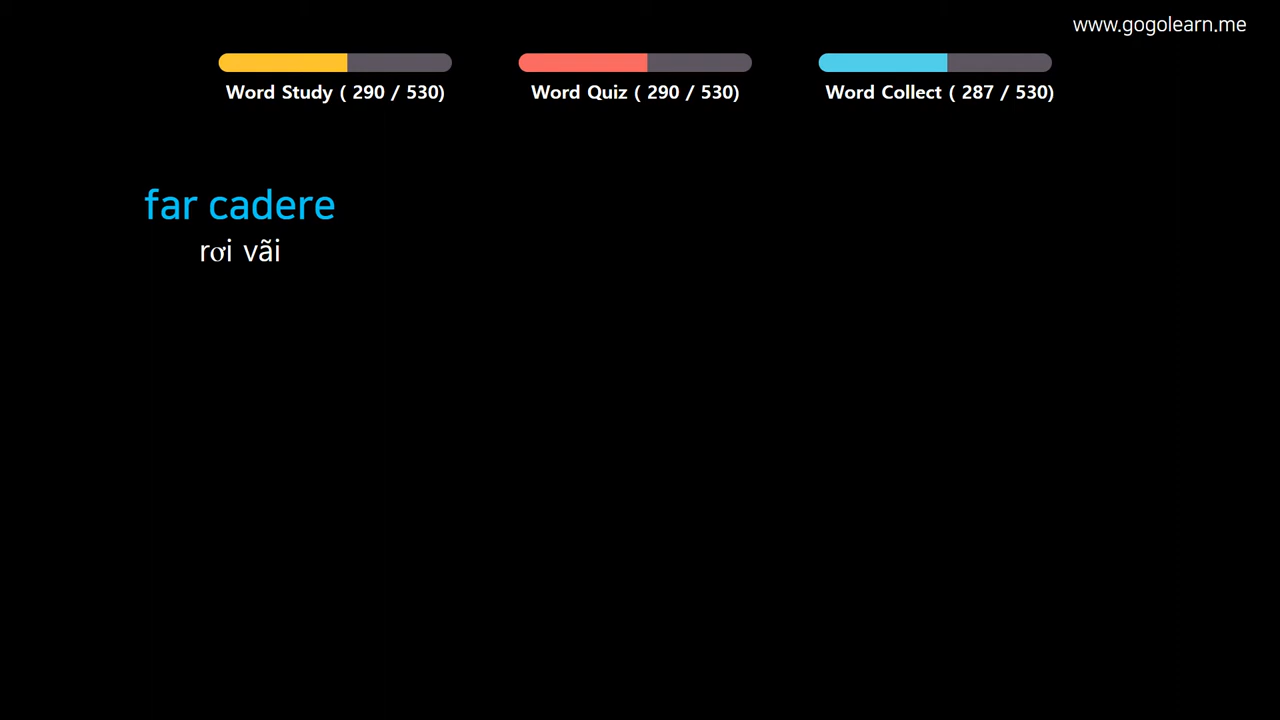 www.gogolearn.me
Word Study ( 290 / 530)
Word Quiz ( 290 / 530)
Word Collect ( 287 / 530)
far cadere
rơi vãi